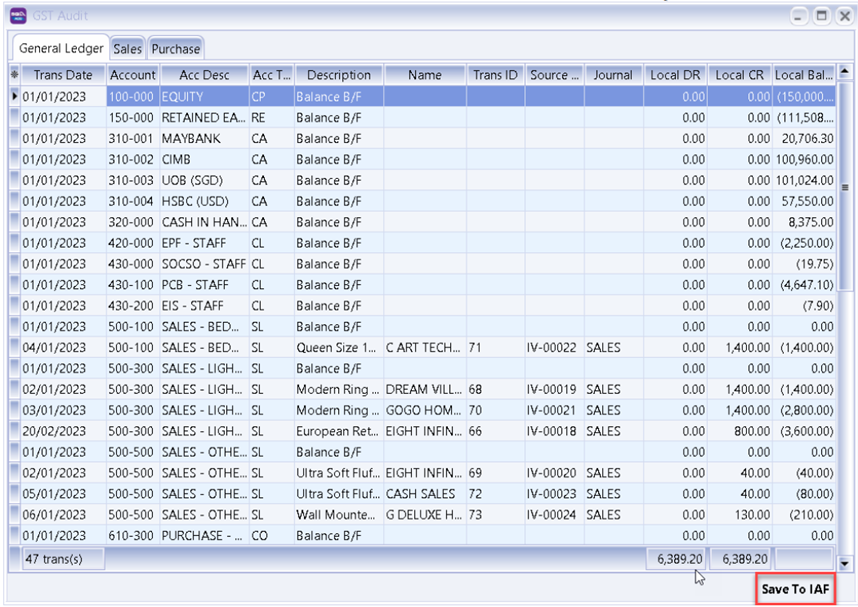 GST Audit
General Ledger Sales Purchase
Trans Date Account Acc Desc Acc T... Description Name Trans ID Source ... Journal Local DR Local CR Local Bal...
01/01/2023 100-000 EQUITY CP Balance B/F 0.00 0.00 (150,000....
01/01/2023 150-000 RETAINED EA... RE Balance B/F 0.00 0.00 (111,508....
01/01/2023 310-001 MAYBANK CA Balance B/F 0.00 0.00 20,706.30
01/01/2023 310-002 CIMB CA Balance B/F 0.00 0.00 100,960.00
01/01/2023 310-003 UOB (SGD) CA Balance B/F 0.00 0.00 101,024.00
01/01/2023 310-004 HSBC (USD) CA Balance B/F 0.00 0.00 57,550.00
01/01/2023 320-000 CASH IN HAN... CA Balance B/F 0.00 0.00 8,375.00
01/01/2023 420-000 EPF - STAFF CL Balance B/F 0.00 0.00 (2,250.00)
01/01/2023 430-000 SOCSO - STAFF CL Balance B/F 0.00 0.00 (19.75)
01/01/2023 430-100 PCB - STAFF CL Balance B/F 0.00 0.00 (4,647.10)
01/01/2023 430-200 EIS - STAFF CL Balance B/F 0.00 0.00 (7.90)
01/01/2023 500-100 SALES - BED... SL Balance B/F 0.00 0.00 0.00
04/01/2023 500-100 SALES - BED... SL Queen Size 1... C ART TECH... 71 IV-00022 SALES 0.00 1,400.00 (1,400.00)
01/01/2023 500-300 SALES - LIGH... SL Balance B/F 0.00 0.00 0.00
02/01/2023 500-300 SALES - LIGH... SL Modern Ring ... DREAM VILL... 68 IV-00019 SALES 0.00 1,400.00 (1,400.00)
03/01/2023 500-300 SALES - LIGH... SL Modern Ring ... GOGO HOM... 70 IV-00021 SALES 0.00 1,400.00 (2,800.00)
20/02/2023 500-300 SALES - LIGH... SL European Ret... EIGHT INFIN... 66 IV-00018 SALES 0.00 800.00 (3,600.00)
01/01/2023 500-500 SALES - OTHE... SL Balance B/F 0.00 0.00 0.00
02/01/2023 500-500 SALES - OTHE... SL Ultra Soft Fluf... EIGHT INFIN... 69 IV-00020 SALES 0.00 40.00 (40.00)
05/01/2023 500-500 SALES - OTHE... SL Ultra Soft Fluf... CASH SALES 72 IV-00023 SALES 0.00 40.00 (80.00)
06/01/2023 500-500 SALES - OTHE... SL Wall Mounte... G DELUXE H... 73 IV-00024 SALES 0.00 130.00 (210.00)
01/01/2023 610-300 PURCHASE - ... CO Balance B/F 0.00 0.00 0.00
47 trans(s) 6,389.20 6,389.20
Save To IAF